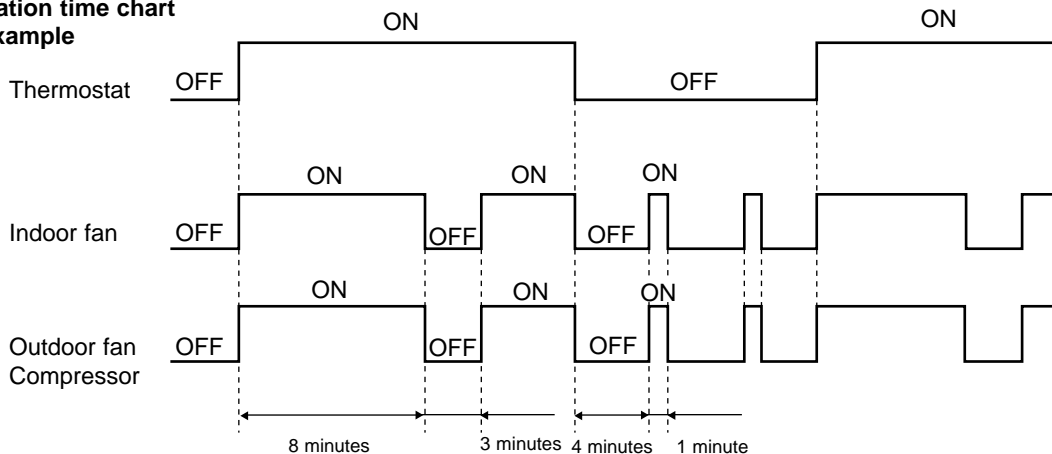 ation time chart
xample
ON
ON
Thermostat
OFF
OFF
ON
ON
ON
Indoor fan
OFF
OFF
OFF
ON
ON
ON
Outdoor fan
Compressor
OFF
OFF
OFF
8 minutes
3 minutes
4 minutes
1 minute